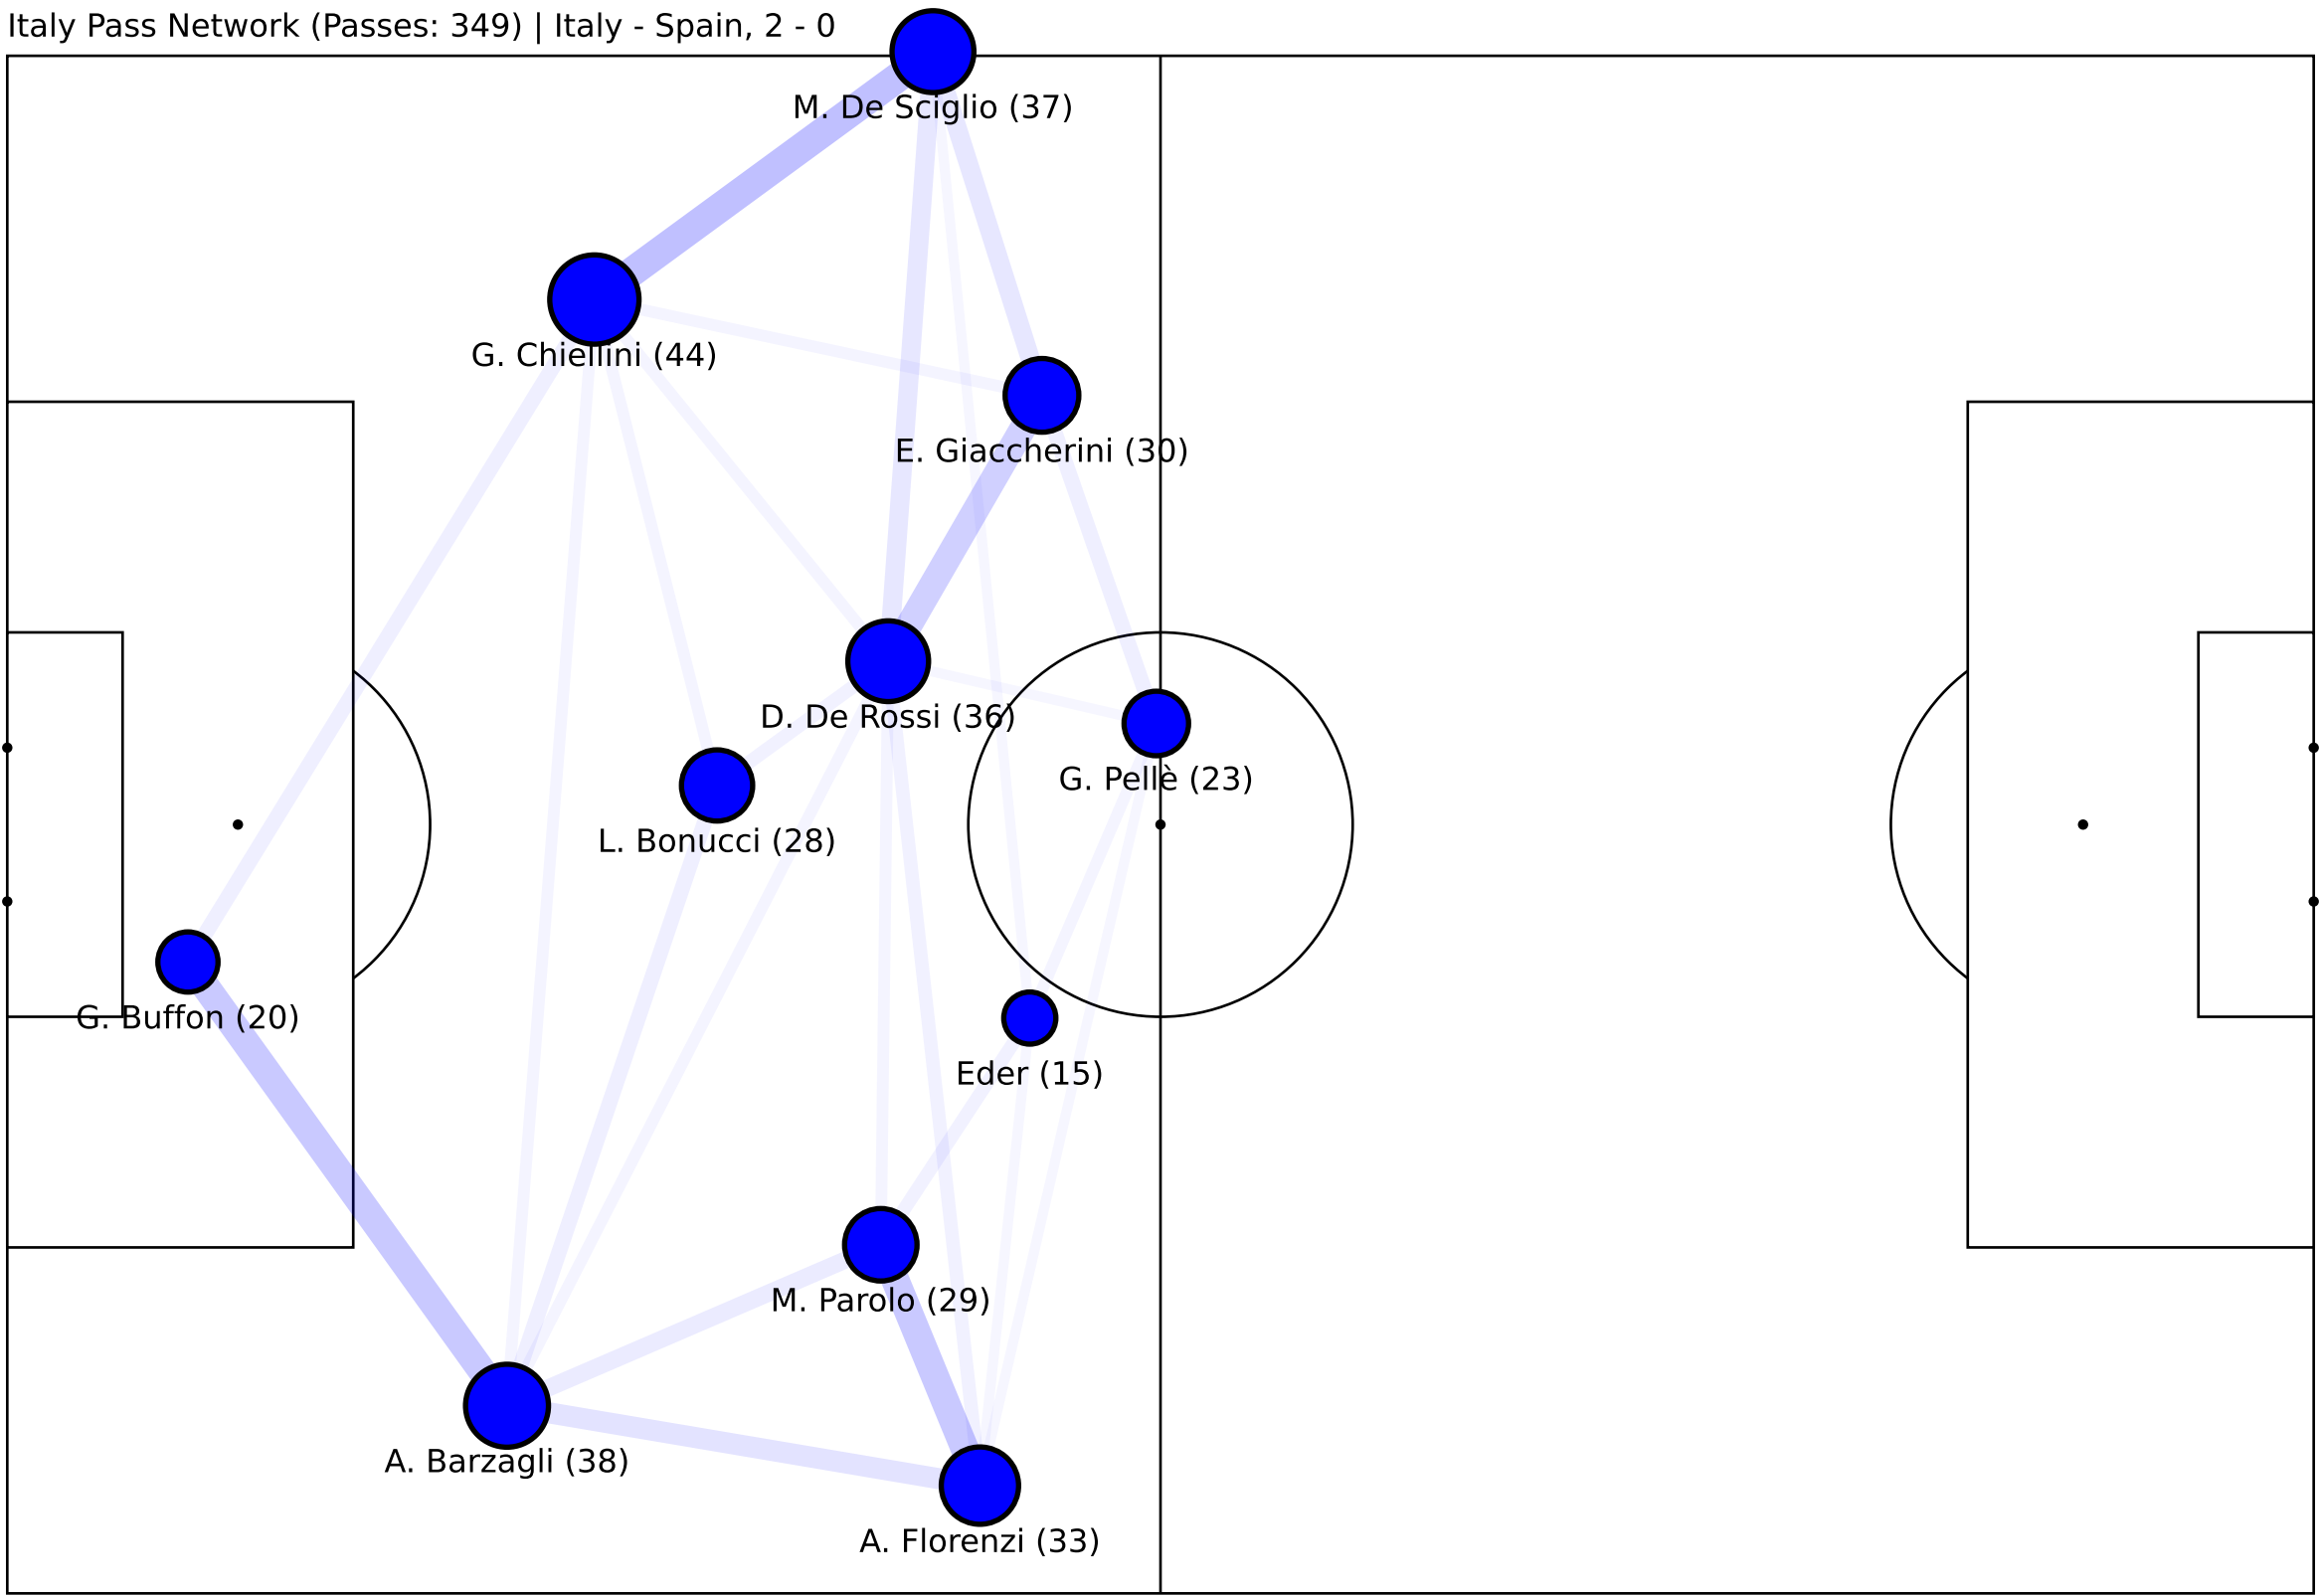 Italy Pass Network (Passes: 349) | Italy - Spain, 2 - 0
M. De Sciglio (37)
G. Chiellini (44)
E. Giaccherini (30)
D. De Rossi (36)
G. Pellè (23)
L. Bonucci (28)
G. Buffon (20)
Eder (15)
M. Parolo (29)
A. Barzagli (38)
A. Florenzi (33)